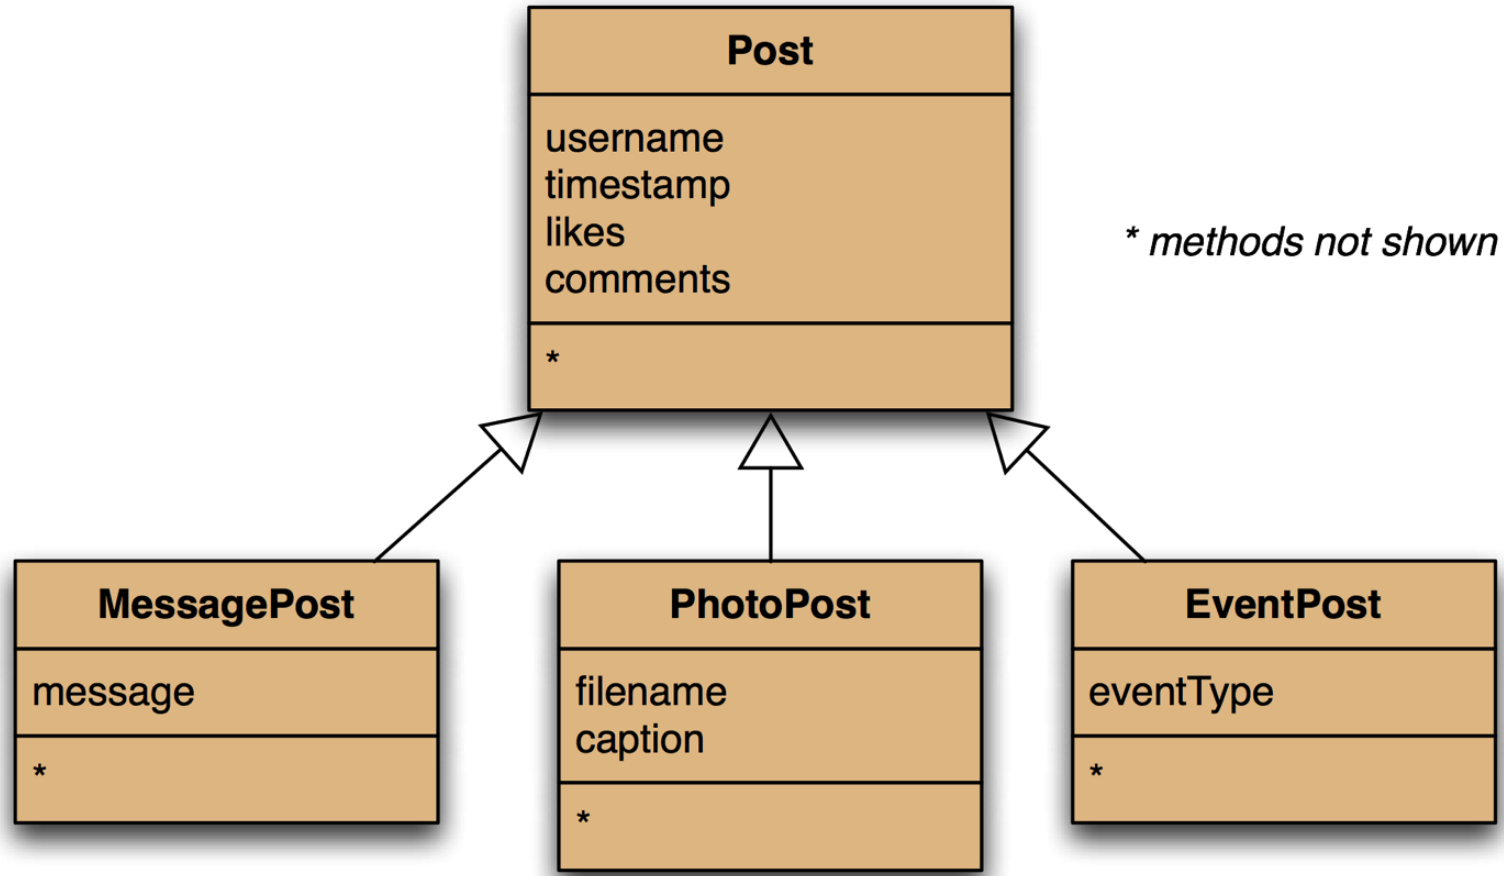 Post
username
timestamp
likes
comments
*
* methods not shown
MessagePost
message
*
PhotoPost
filename
caption
*
EventPost
eventType
*